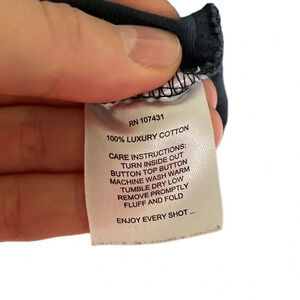 RN 107431
100% LUXURY COTTON
CARE INSTRUCTIONS:
TURN INSIDE OUT
BUTTON TOP BUTTON
MACHINE WASH WARM
TUMBLE DRY LOW
REMOVE PROMPTLY
FLUFF AND FOLD
ENJOY EVERY SHOT ...